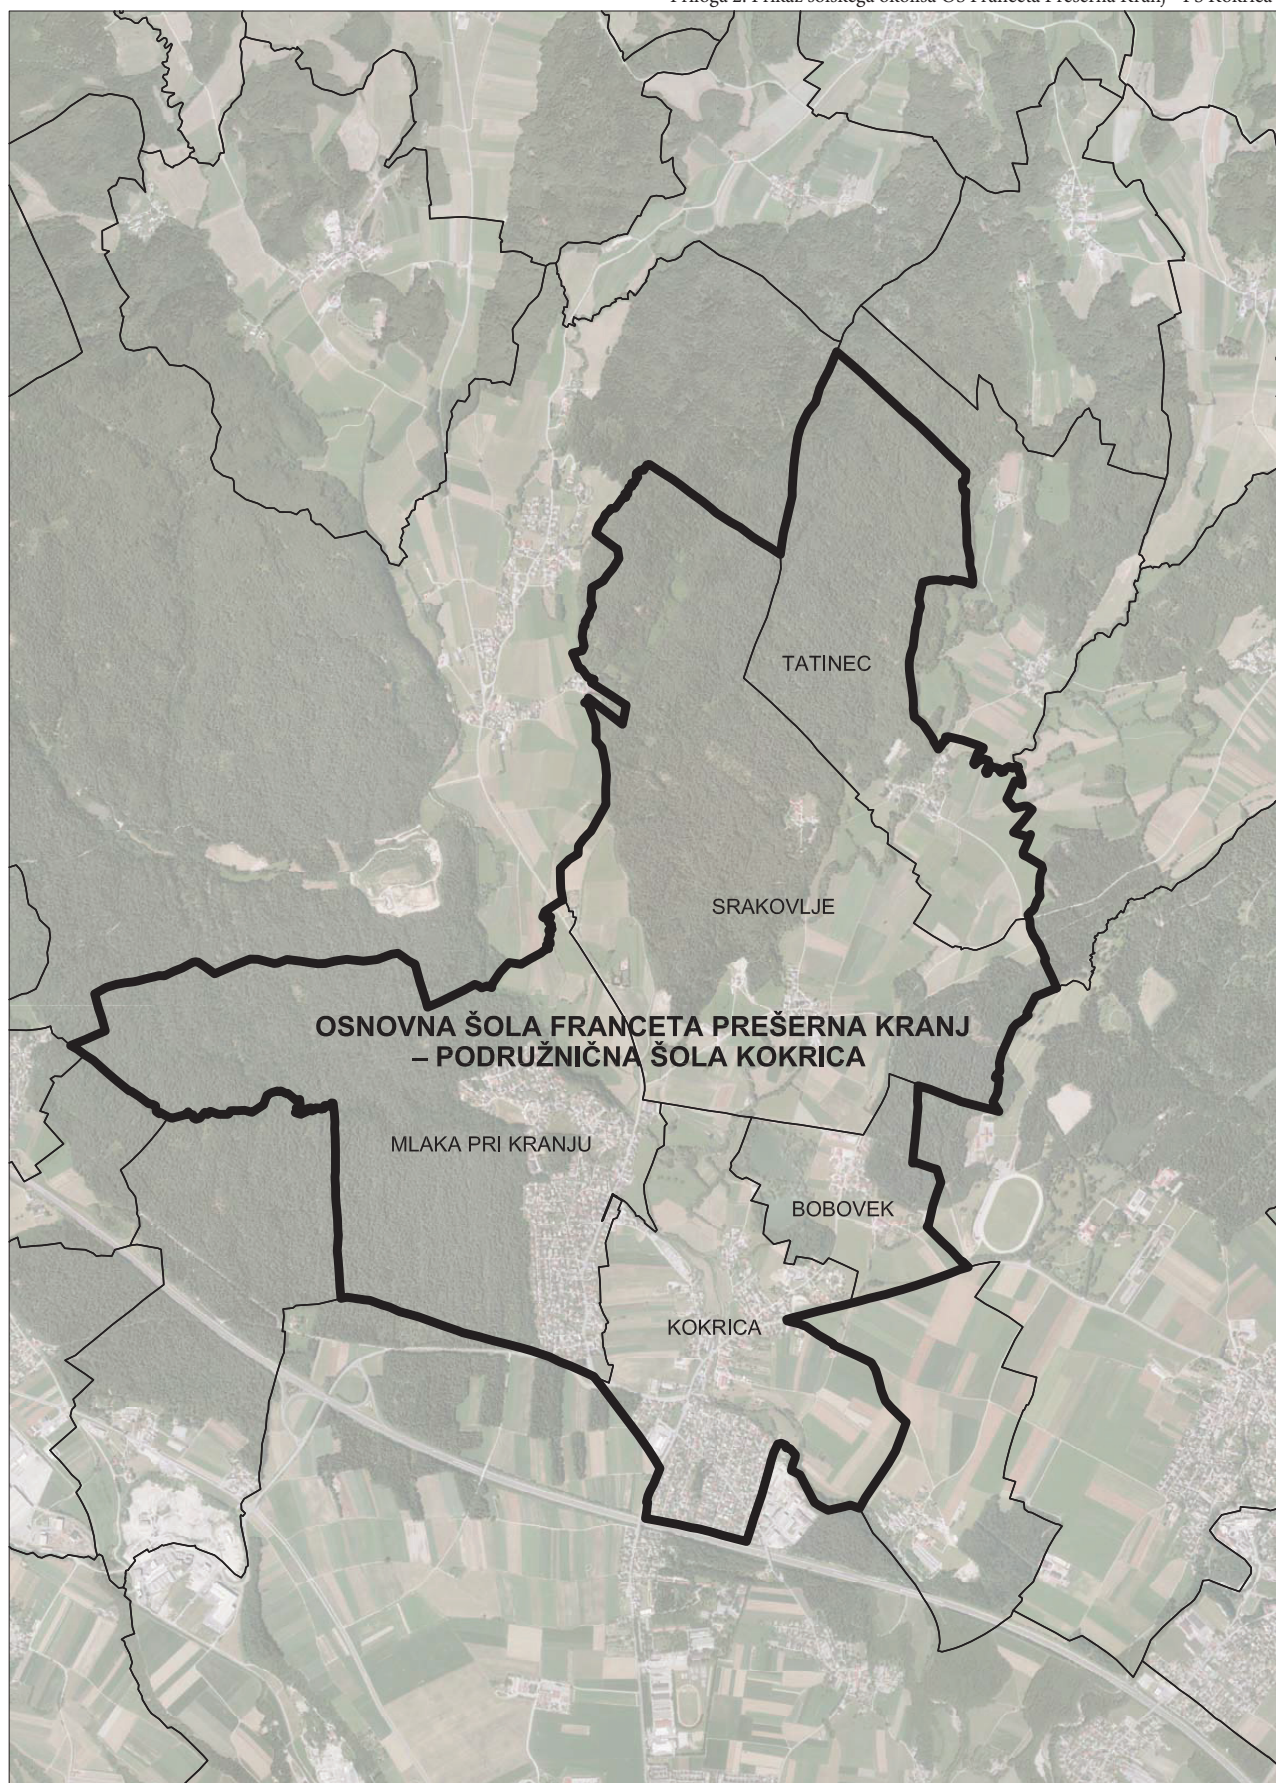 TATINEC
SRAKOVLJE
OSNOVNA ŠOLA FRANCETA PREŠERNA KRANJ
– PODRUŽNIČNA ŠOLA KOKRICA
MLAKA PRI KRANJU
BOBOVEK
KOKRICA